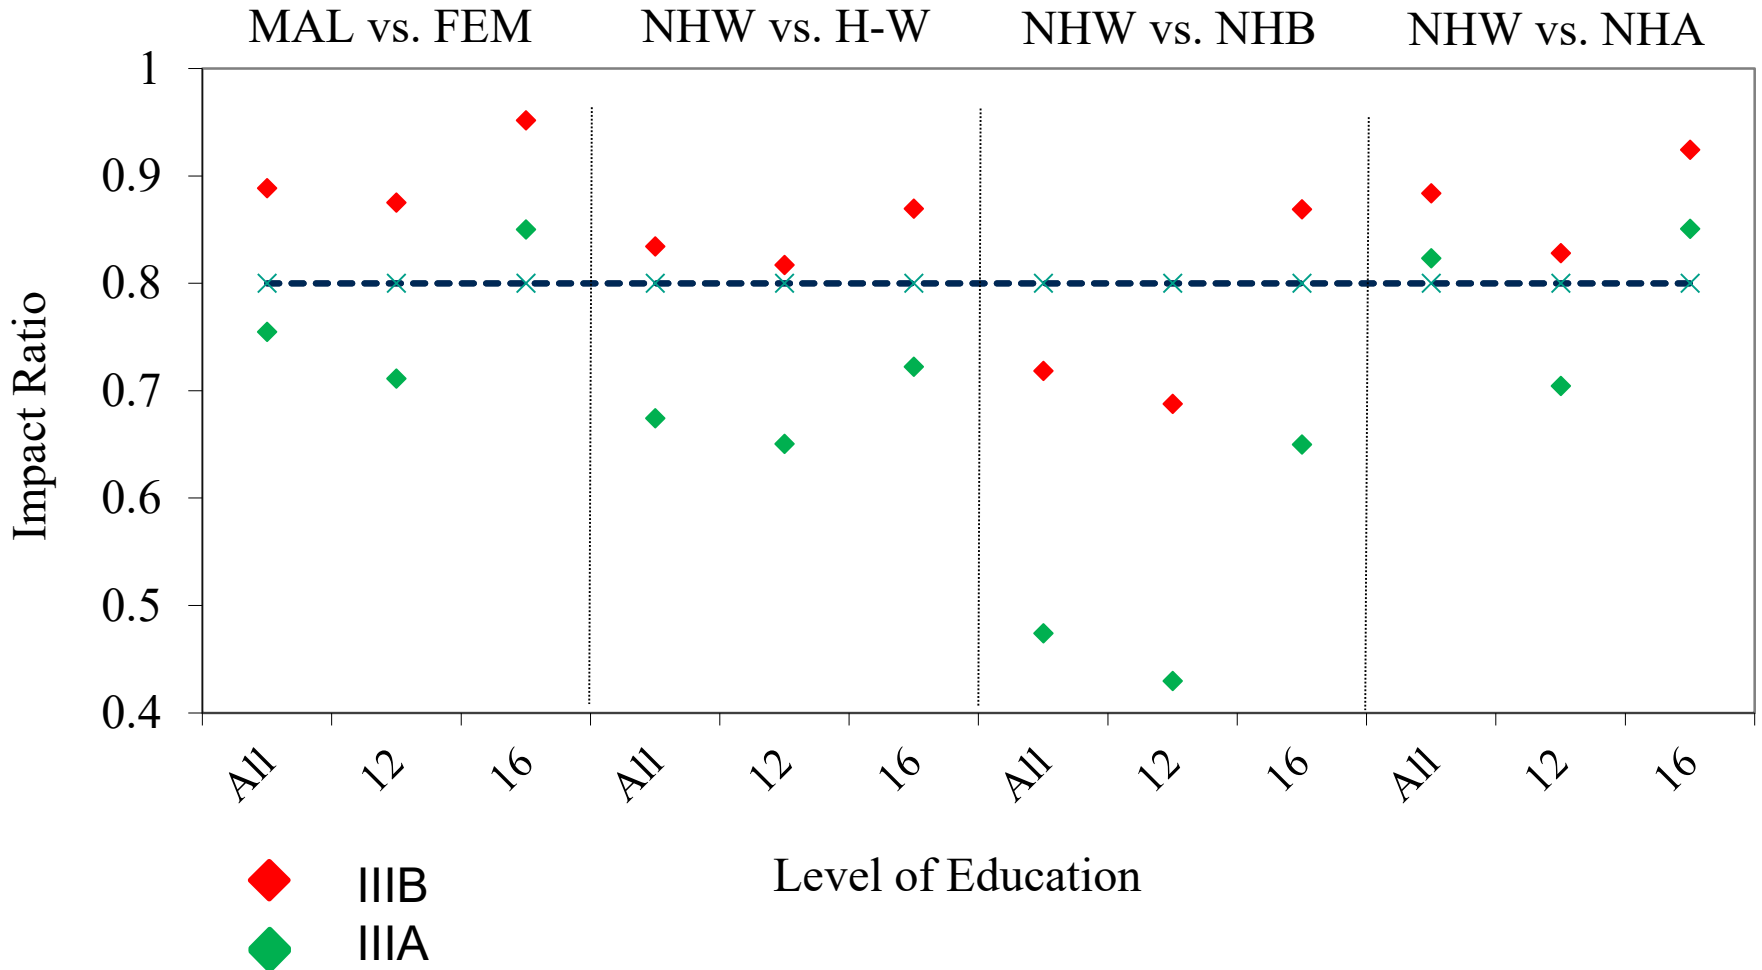 MAL vs. FEM
NHW vs. H-W
NHW vs. NHB
NHW vs. NHA
1
0.9
0.8
0.7
0.6
0.5
0.4
Impact Ratio
All
12
16
All
12
16
All
12
16
All
12
16
Level of Education
IIIB
IIIA